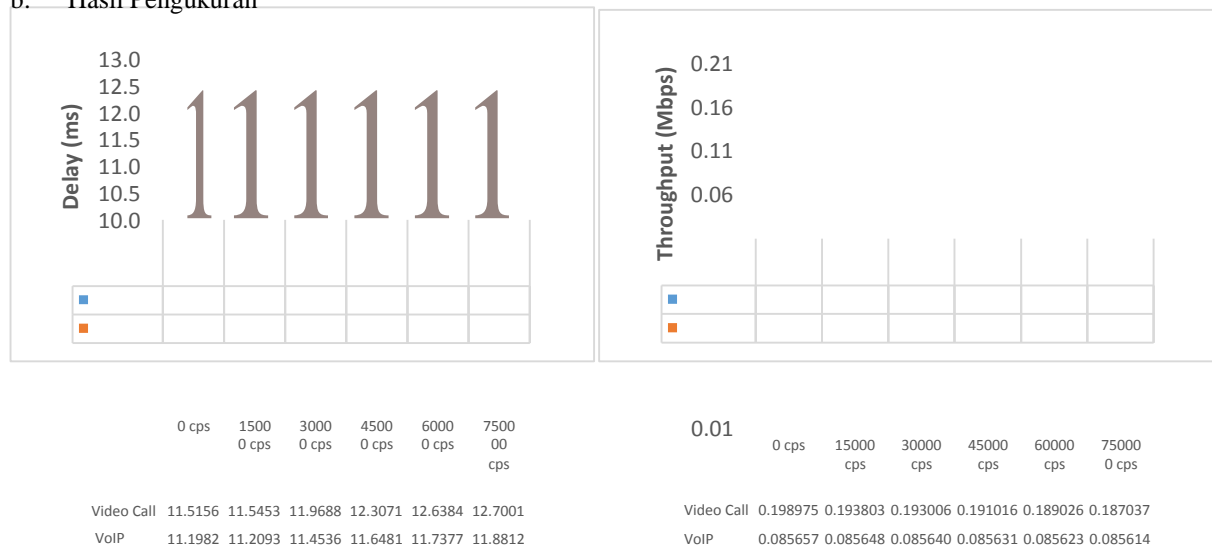 b. Hasil Pengukuran
Delay (ms)
13.0
12.5
12.0
11.5
11.0
10.5
10.0
1 1 1 1 1 1
0 cps 1500 3000 4500 6000 7500
0 cps 0 cps 0 cps 0 cps 00
cps
Video Call 11.5156 11.5453 11.9688 12.3071 12.6384 12.7001
VoIP 11.1982 11.2093 11.4536 11.6481 11.7377 11.8812
Throughput (Mbps)
0.21
0.16
0.11
0.06
0.01
0 cps 15000 30000 45000 60000 75000
cps cps cps cps 0 cps
Video Call 0.198975 0.193803 0.193006 0.191016 0.189026 0.187037
VoIP 0.085657 0.085648 0.085640 0.085631 0.085623 0.085614